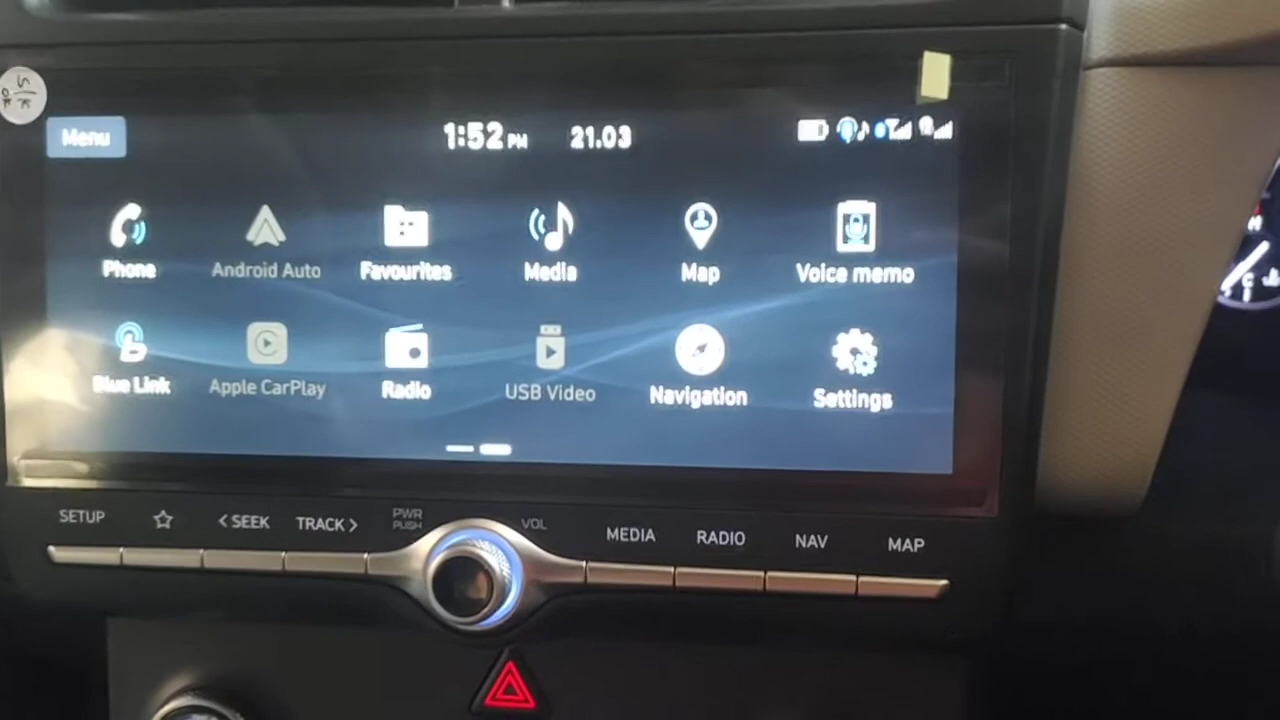 Menu
1:52 PM 21.03
Phone Android Auto Favourites Media Map Voice memo
Blue Link Apple CarPlay Radio USB Video Navigation Settings
SETUP < SEEK TRACK > PWR PUSH VOL MEDIA RADIO NAV MAP
H
C